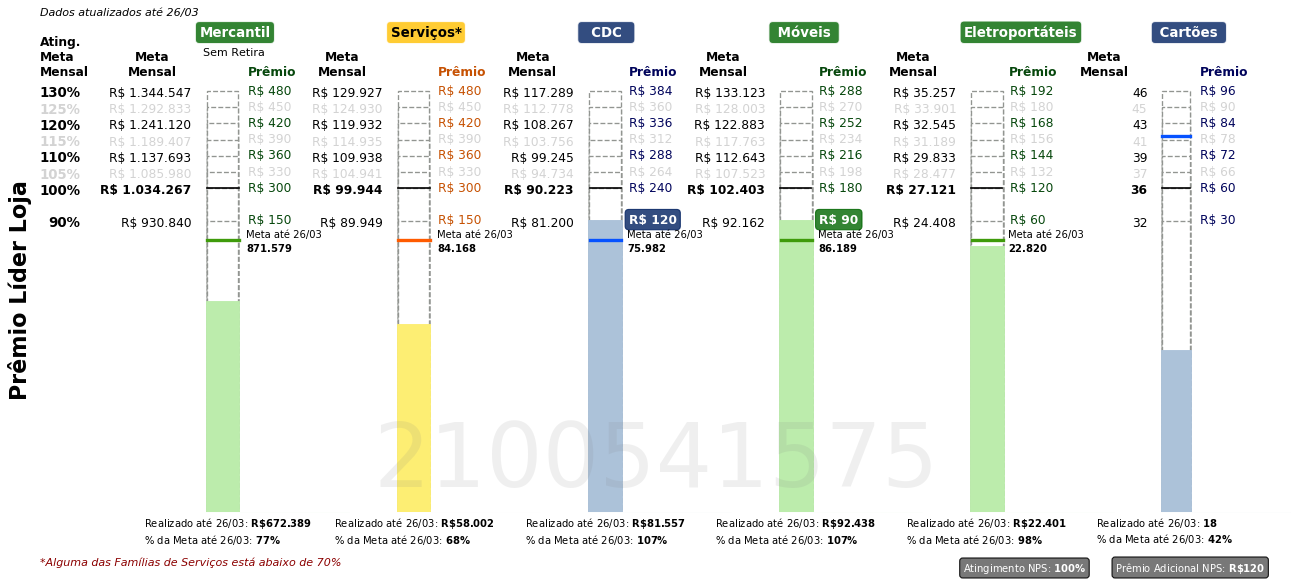 Dados atualizados até 26/03
Mercantil Serviços* CDC Móveis Eletroportáteis Cartões
Sem Retira
Ating. Meta Mensal
Meta Mensal Prêmio Meta Mensal Prêmio Meta Mensal Prêmio Meta Mensal Prêmio Meta Mensal Prêmio Meta Mensal Prêmio
130% R$ 1.344.547 R$ 480 R$ 129.927 R$ 480 R$ 117.289 R$ 384 R$ 133.123 R$ 288 R$ 35.257 R$ 192 46 R$ 96
125% R$ 1.292.833 R$ 450 R$ 124.930 R$ 450 R$ 112.778 R$ 360 R$ 128.003 R$ 270 R$ 33.901 R$ 180 45 R$ 90
120% R$ 1.241.120 R$ 420 R$ 119.932 R$ 420 R$ 108.267 R$ 336 R$ 122.883 R$ 252 R$ 32.545 R$ 168 43 R$ 84
115% R$ 1.189.407 R$ 390 R$ 114.935 R$ 390 R$ 103.756 R$ 312 R$ 117.763 R$ 234 R$ 31.189 R$ 156 41 R$ 78
110% R$ 1.137.693 R$ 360 R$ 109.938 R$ 360 R$ 99.245 R$ 288 R$ 112.643 R$ 216 R$ 29.833 R$ 144 39 R$ 72
105% R$ 1.085.980 R$ 330 R$ 104.941 R$ 330 R$ 94.734 R$ 264 R$ 107.523 R$ 198 R$ 28.477 R$ 132 37 R$ 66
100% R$ 1.034.267 R$ 300 R$ 99.944 R$ 300 R$ 90.223 R$ 240 R$ 102.403 R$ 180 R$ 27.121 R$ 120 36 R$ 60
90% R$ 930.840 R$ 150 R$ 89.949 R$ 150 R$ 81.200 R$ 120 R$ 92.162 R$ 90 R$ 24.408 R$ 60 32 R$ 30
Meta até 26/03 Meta até 26/03 Meta até 26/03 Meta até 26/03 Meta até 26/03
871.579 84.168 75.982 86.189 22.820
Prêmio Líder Loja
2100541575
Realizado até 26/03: R$672.389 Realizado até 26/03: R$58.002 Realizado até 26/03: R$81.557 Realizado até 26/03: R$92.438 Realizado até 26/03: R$22.401 Realizado até 26/03: 18
% da Meta até 26/03: 77% % da Meta até 26/03: 68% % da Meta até 26/03: 107% % da Meta até 26/03: 107% % da Meta até 26/03: 98% % da Meta até 26/03: 42%
*Alguma das Famílias de Serviços está abaixo de 70%
Atingimento NPS: 100% Prêmio Adicional NPS: R$120